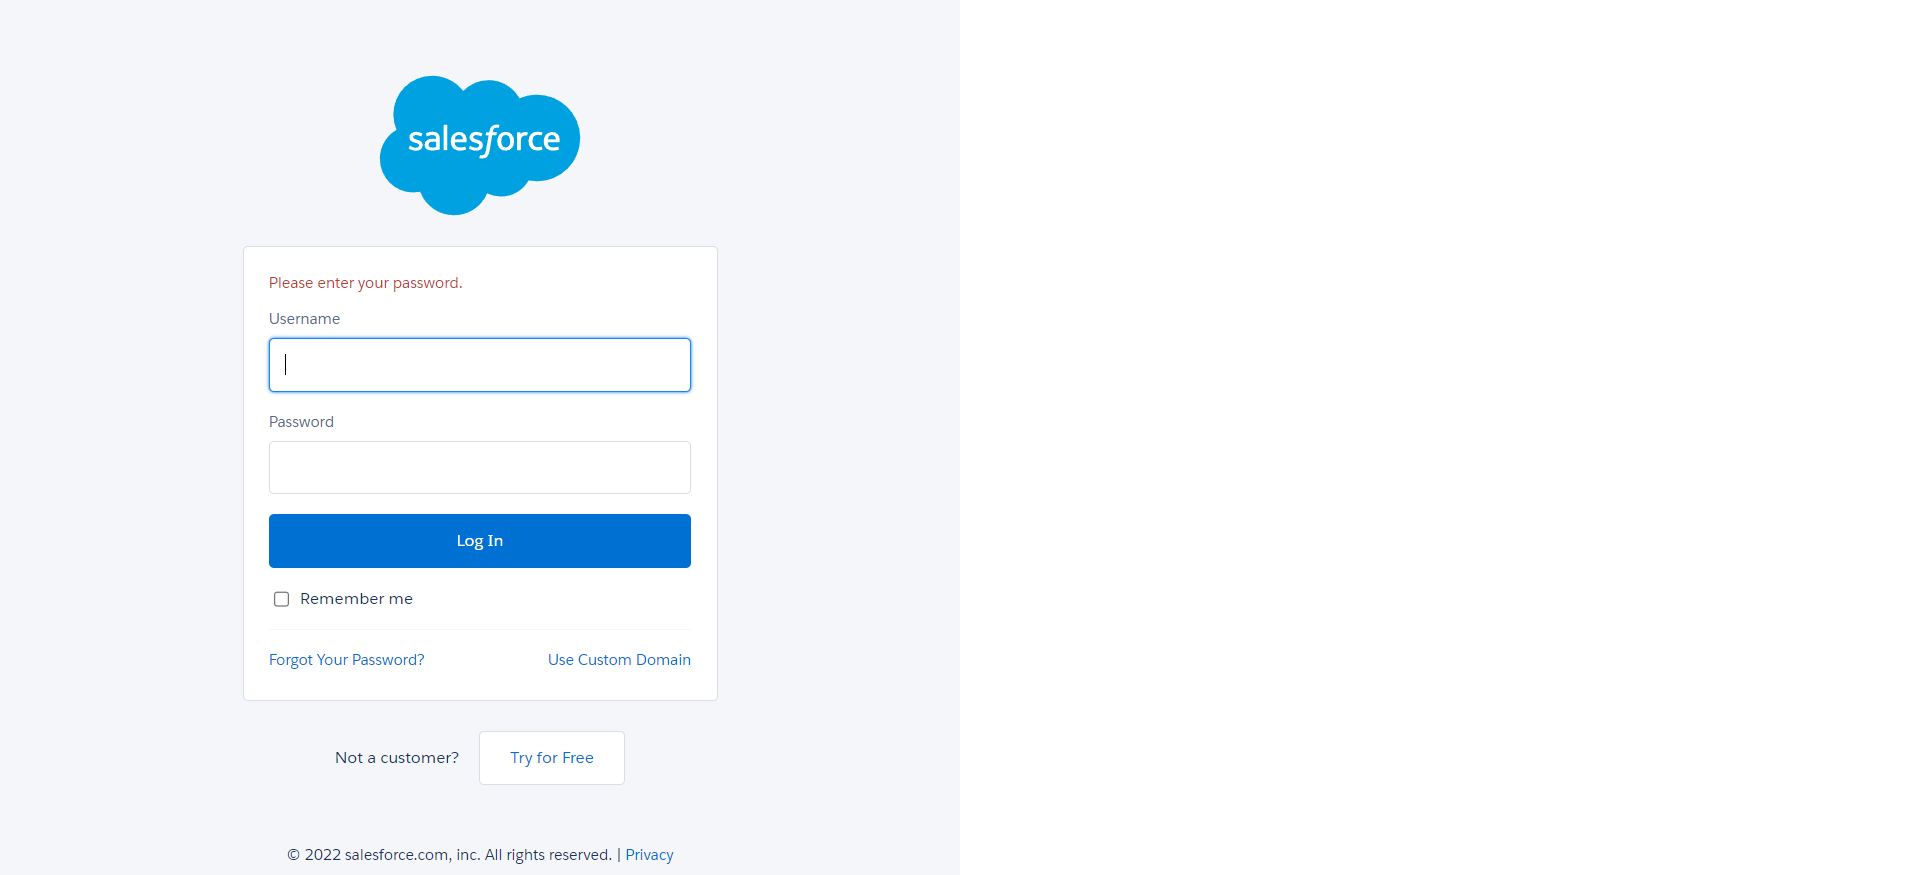 salesforce
Please enter your password.
Username
Password
Log In
Remember me
Forgot Your Password? Use Custom Domain
Not a customer? Try for Free
© 2022 salesforce.com, inc. All rights reserved. | Privacy